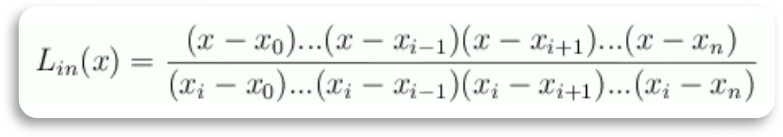 L_{in}(x) = \frac{(x - x_0)...(x - x_{i-1})(x - x_{i+1})...(x - x_n)}{(x_i - x_0)...(x_i - x_{i-1})(x_i - x_{i+1})...(x_i - x_n)}